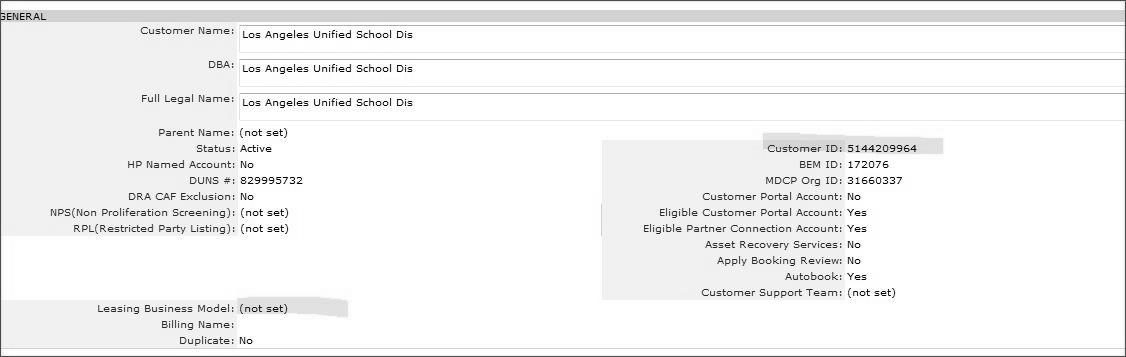 GENERAL
Customer Name: Los Angeles Unified School Dis
DBA: Los Angeles Unified School Dis
Full Legal Name: Los Angeles Unified School Dis
Parent Name: (not set)
Status: Active
HP Named Account: No
DUNS #: 829995732
DRA CAF Exclusion: No
NPS(Non Proliferation Screening): (not set)
RPL(Restricted Party Listing): (not set)
Customer ID: 5144209964
BEM ID: 172076
MDCP Org ID: 31660337
Customer Portal Account: No
Eligible Customer Portal Account: Yes
Eligible Partner Connection Account: Yes
Asset Recovery Services: No
Apply Booking Review: No
Autobook: Yes
Customer Support Team: (not set)
Leasing Business Model: (not set)
Billing Name:
Duplicate: No